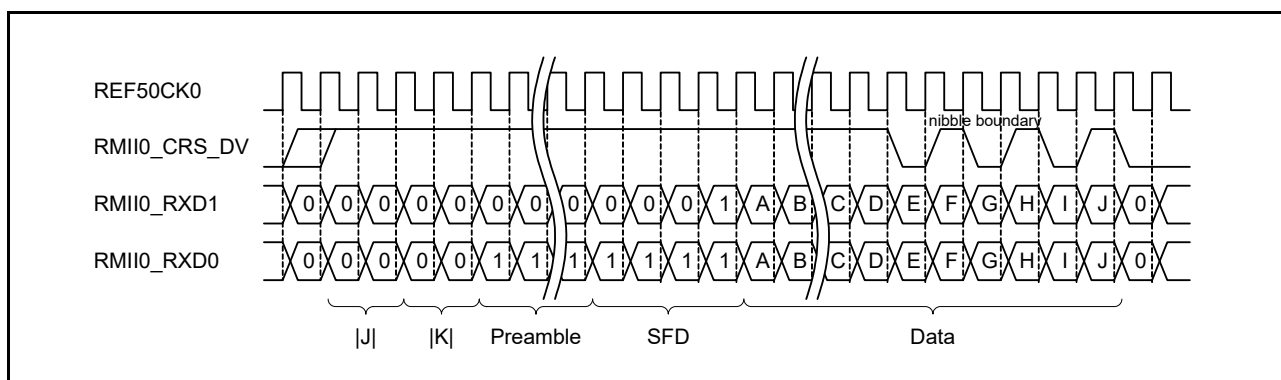 REF50CK0
nibble boundary
RMII0_CRS_DV
RMII0_RXD1 0 0 0 0 0 0 0 0 0 0 0 1 A B C D E F G H I J 0
RMII0_RXD0 0 0 0 0 0 1 1 1 1 1 1 1 A B C D E F G H I J 0
|J| |K| Preamble SFD Data